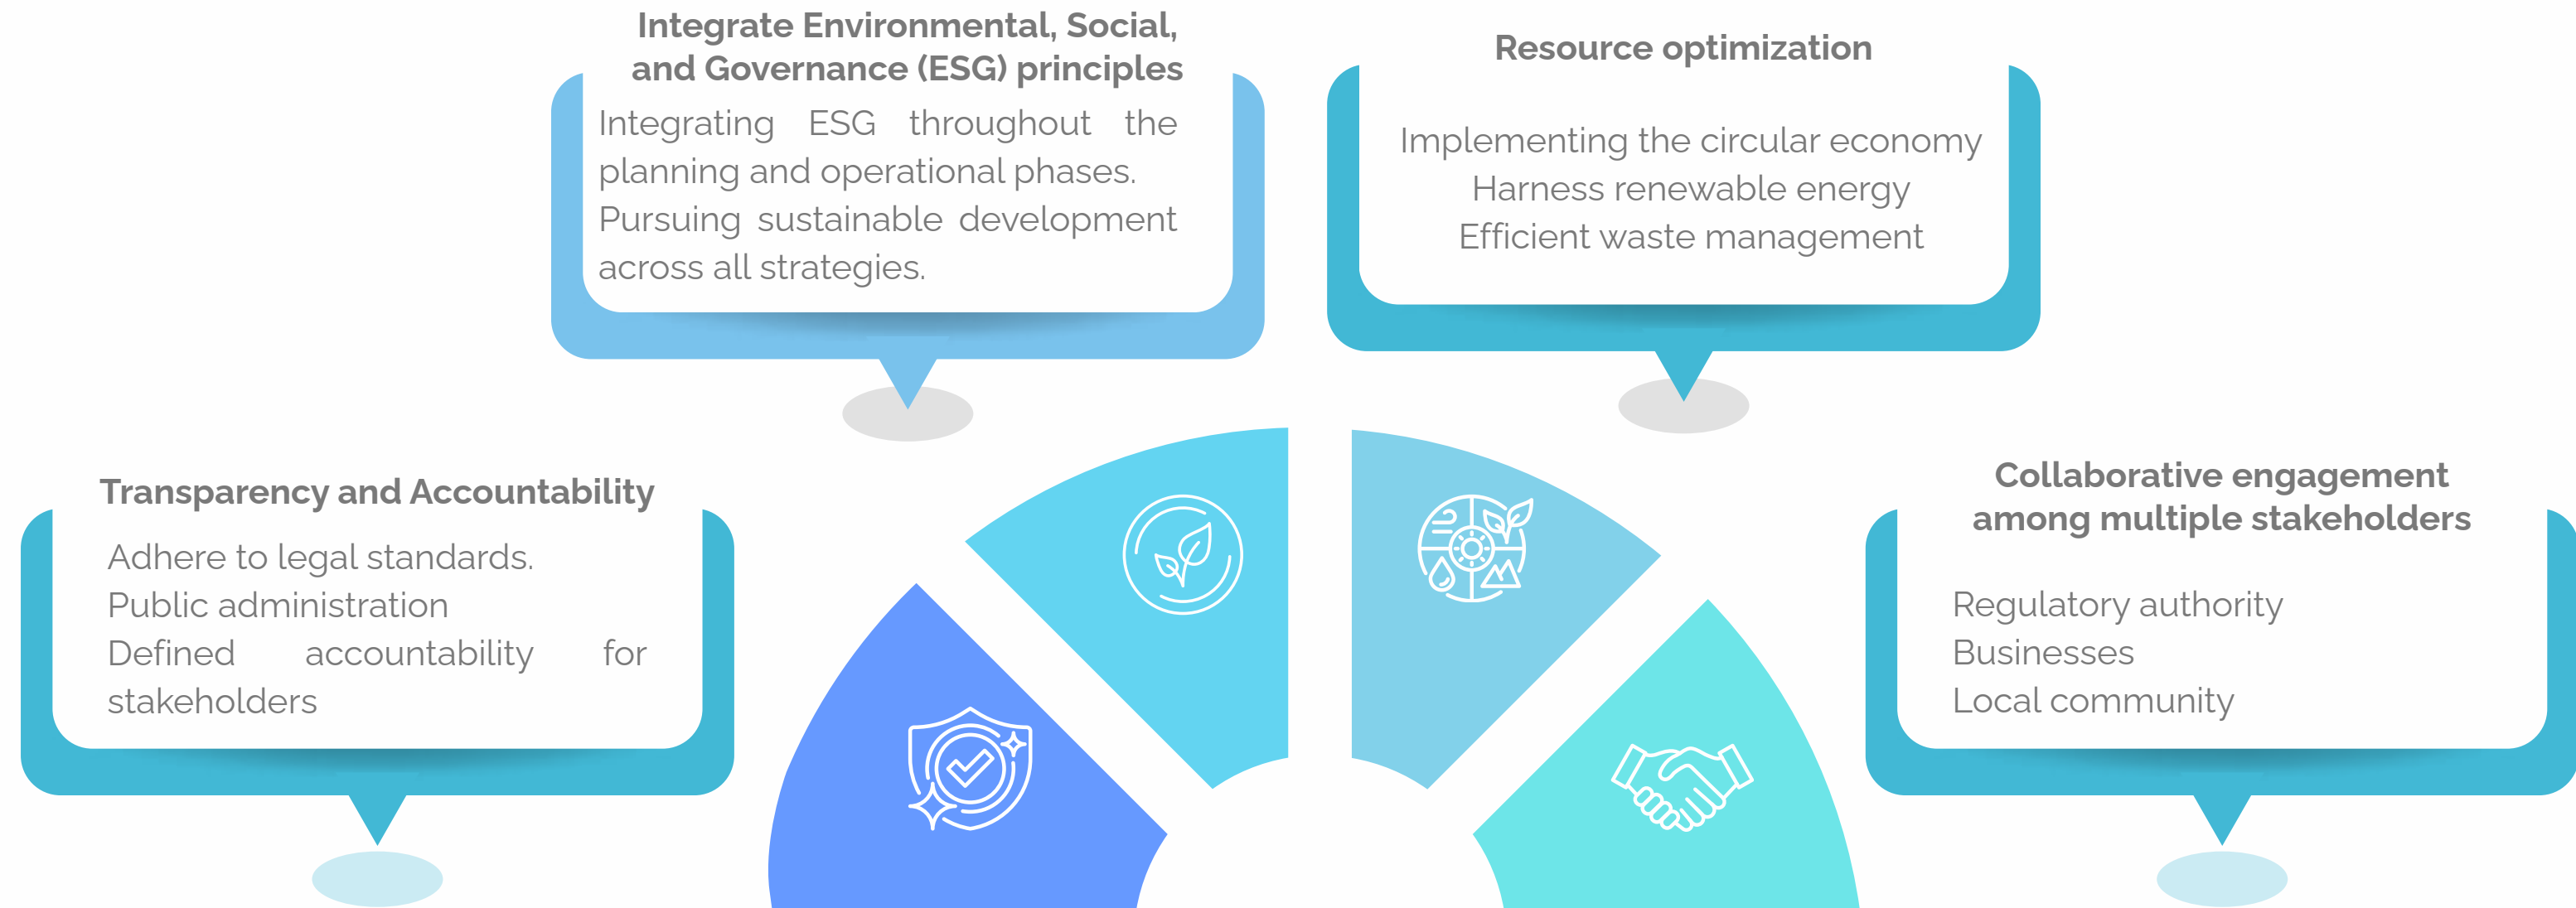 Integrate Environmental, Social,
and Governance (ESG) principles
Integrating ESG throughout the
planning and operational phases.
Pursuing sustainable development
across all strategies.
Resource optimization
Implementing the circular economy
Harness renewable energy
Efficient waste management
Transparency and Accountability
Adhere to legal standards.
Public administration
Defined accountability for
stakeholders
Collaborative engagement
among multiple stakeholders
Regulatory authority
Businesses
Local community